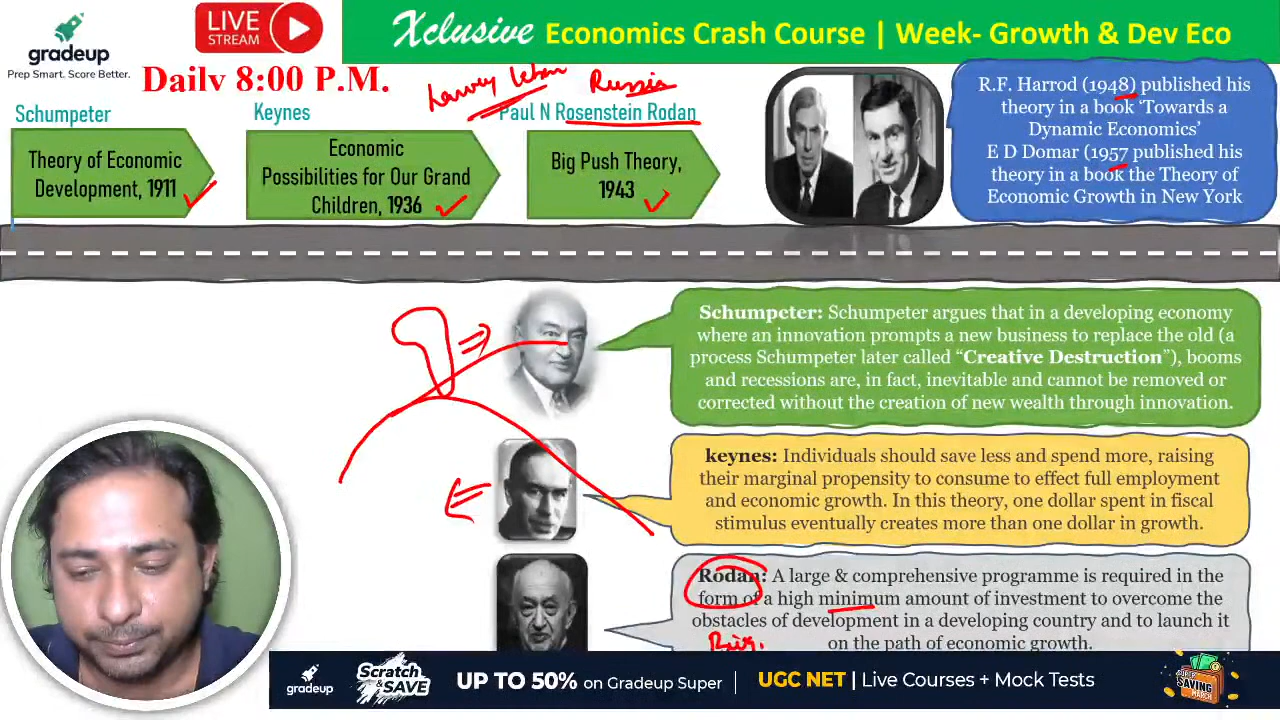 gradeup
Prep Smart. Score Better.
LIVE
STREAM
Xclusive Economics Crash Course | Week- Growth & Dev Eco
Daily 8:00 P.M.
Russia
Schumpeter
Theory of Economic
Development, 1911
Keynes
Economic
Possibilities for Our Grand
Children, 1936
Paul N Rosenstein Rodan
Big Push Theory,
1943
R.F. Harrod (1948) published his
theory in a book ‘Towards a
Dynamic Economics’
E D Domar (1957 published his
theory in a book the Theory of
Economic Growth in New York
Schumpeter: Schumpeter argues that in a developing economy
where an innovation prompts a new business to replace the old (a
process Schumpeter later called “Creative Destruction”), booms
and recessions are, in fact, inevitable and cannot be removed or
corrected without the creation of new wealth through innovation.
keynes: Individuals should save less and spend more, raising
their marginal propensity to consume to effect full employment
and economic growth. In this theory, one dollar spent in fiscal
stimulus eventually creates more than one dollar in growth.
Rodan: A large & comprehensive programme is required in the
form of a high minimum amount of investment to overcome the
obstacles of development in a developing country and to launch it
on the path of economic growth.
gradeup
Scratch
& SAVE
UP TO 50% on Gradeup Super
UGC NET | Live Courses + Mock Tests
SUPER
SAVING
MARCH